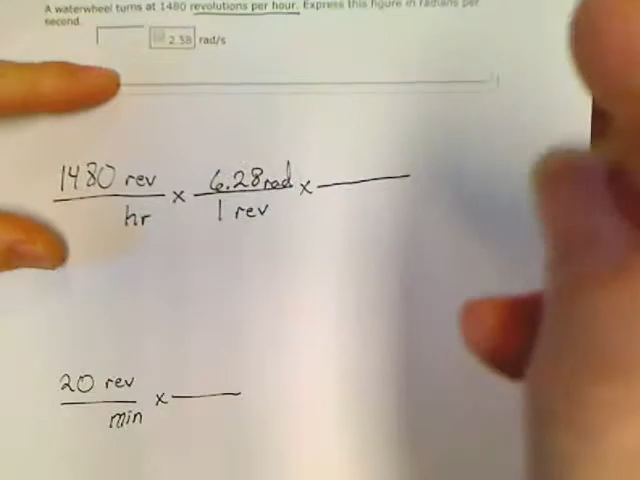 A waterwheel turns at 1480 revolutions per hour. Express this figure in radians per
second.
2.58 rad/s
1480 rev x 6.28 rad x
hr 1 rev
20 rev x
min